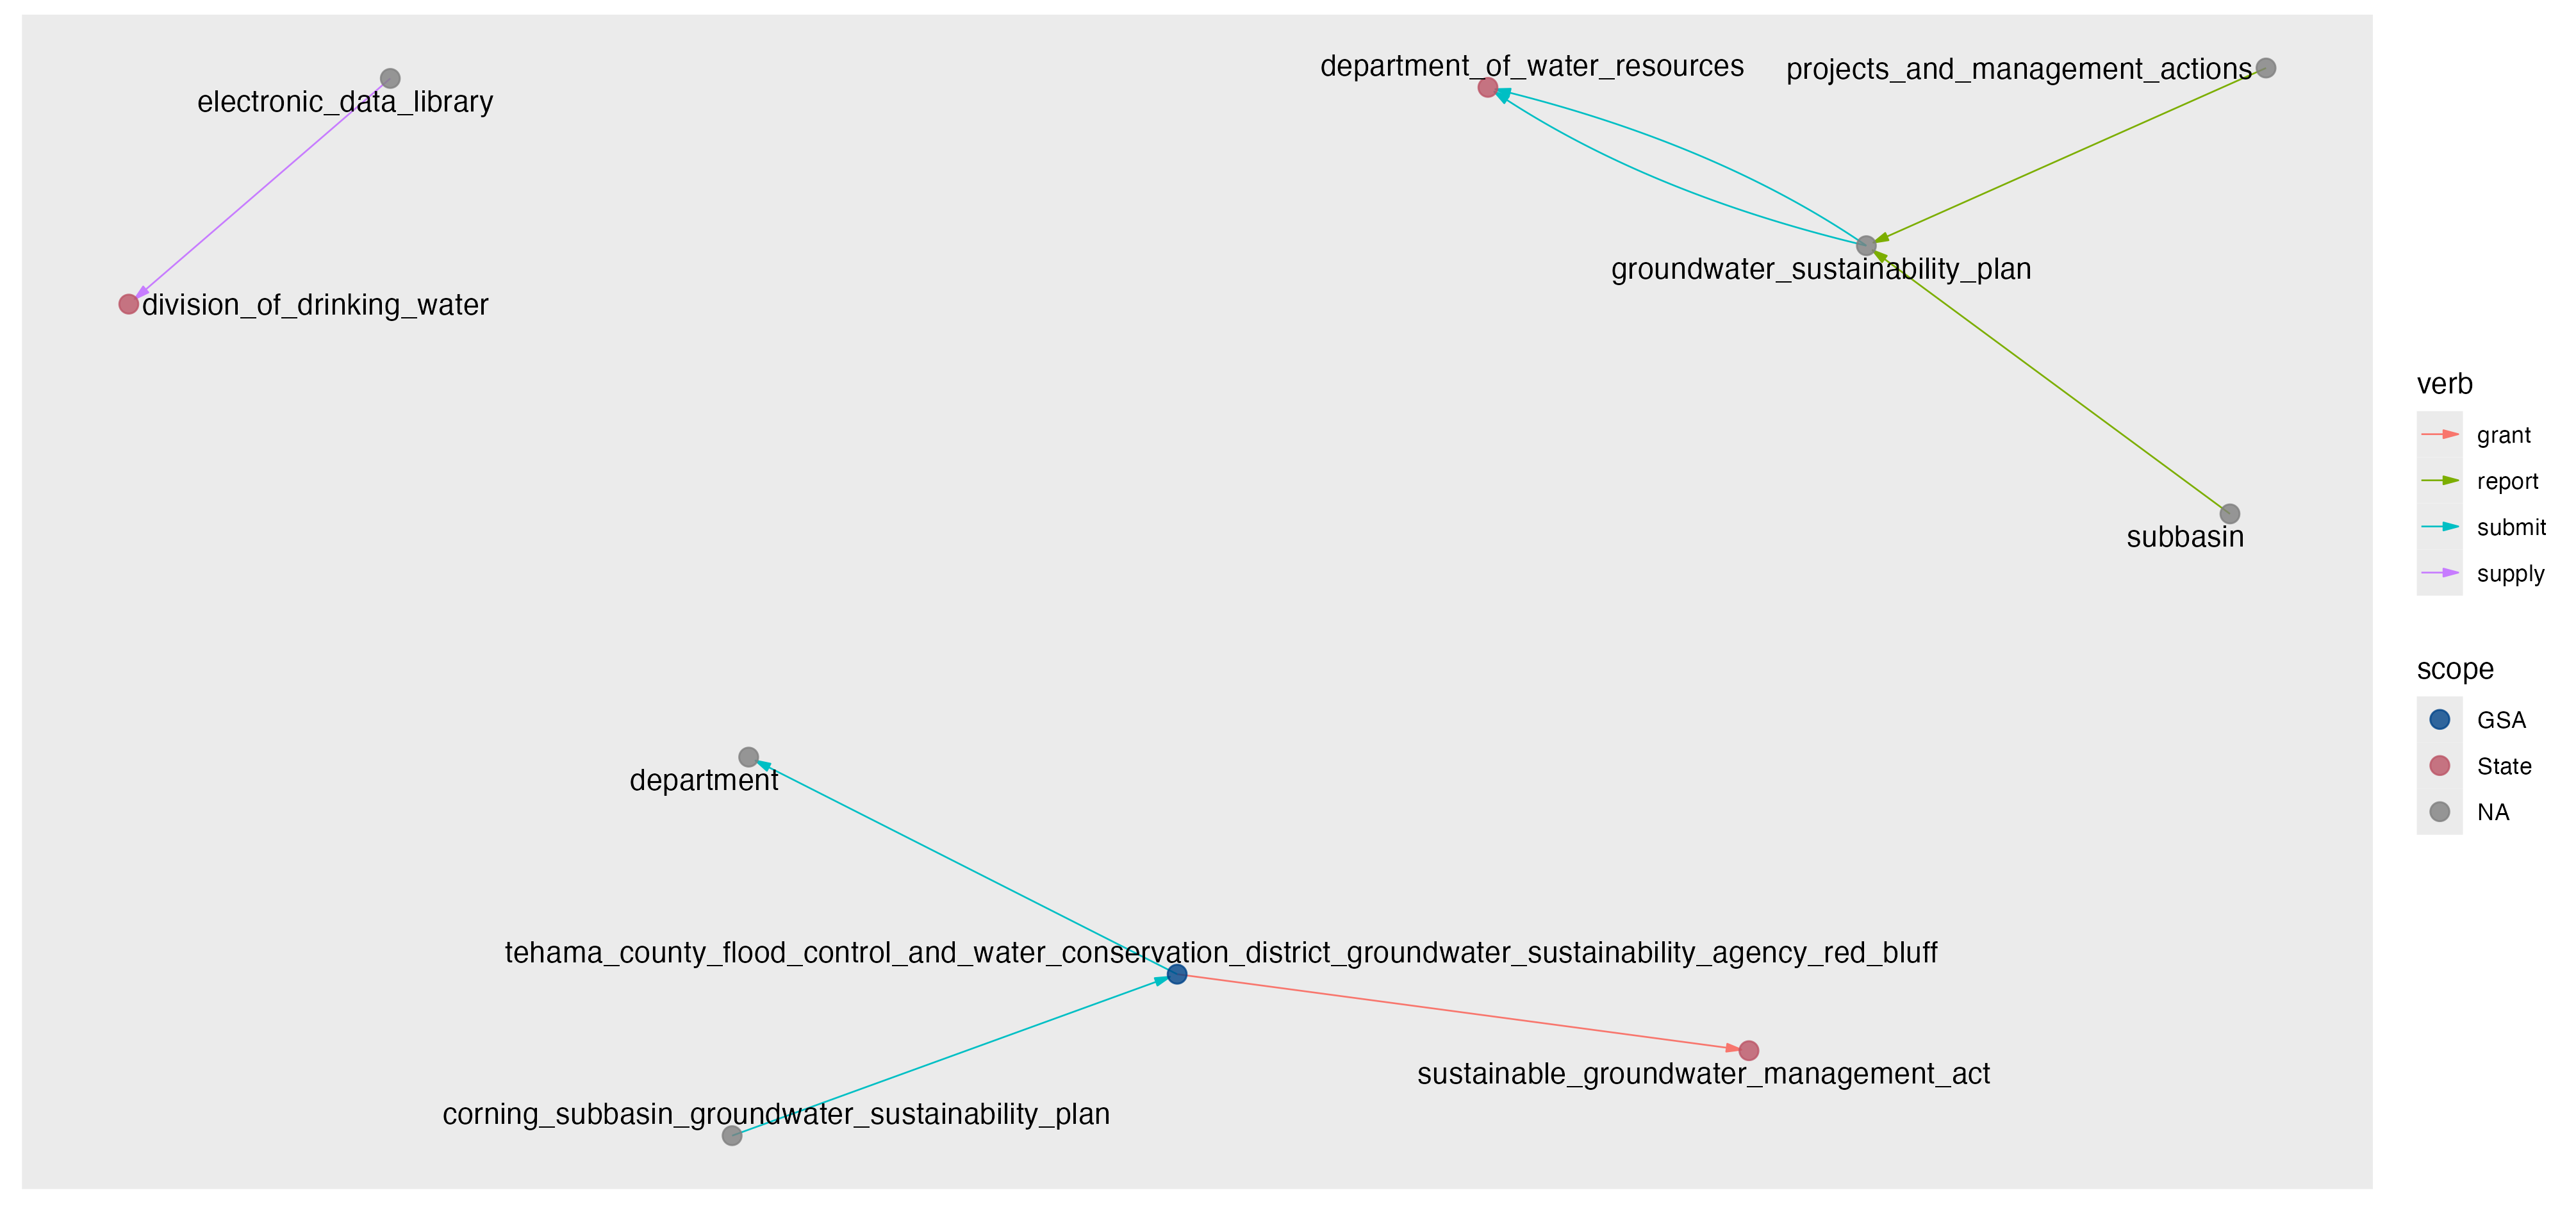 department_of_water_resources
projects_and_management_actions
electronic_data_library
groundwater_sustainability_plan
division_of_drinking_water
subbasin
department
tehama_county_flood_control_and_water_conservation_district_groundwater_sustainability_agency_red_bluff
sustainable_groundwater_management_act
corning_subbasin_groundwater_sustainability_plan
verb
grant
report
submit
supply
scope
GSA
State
NA